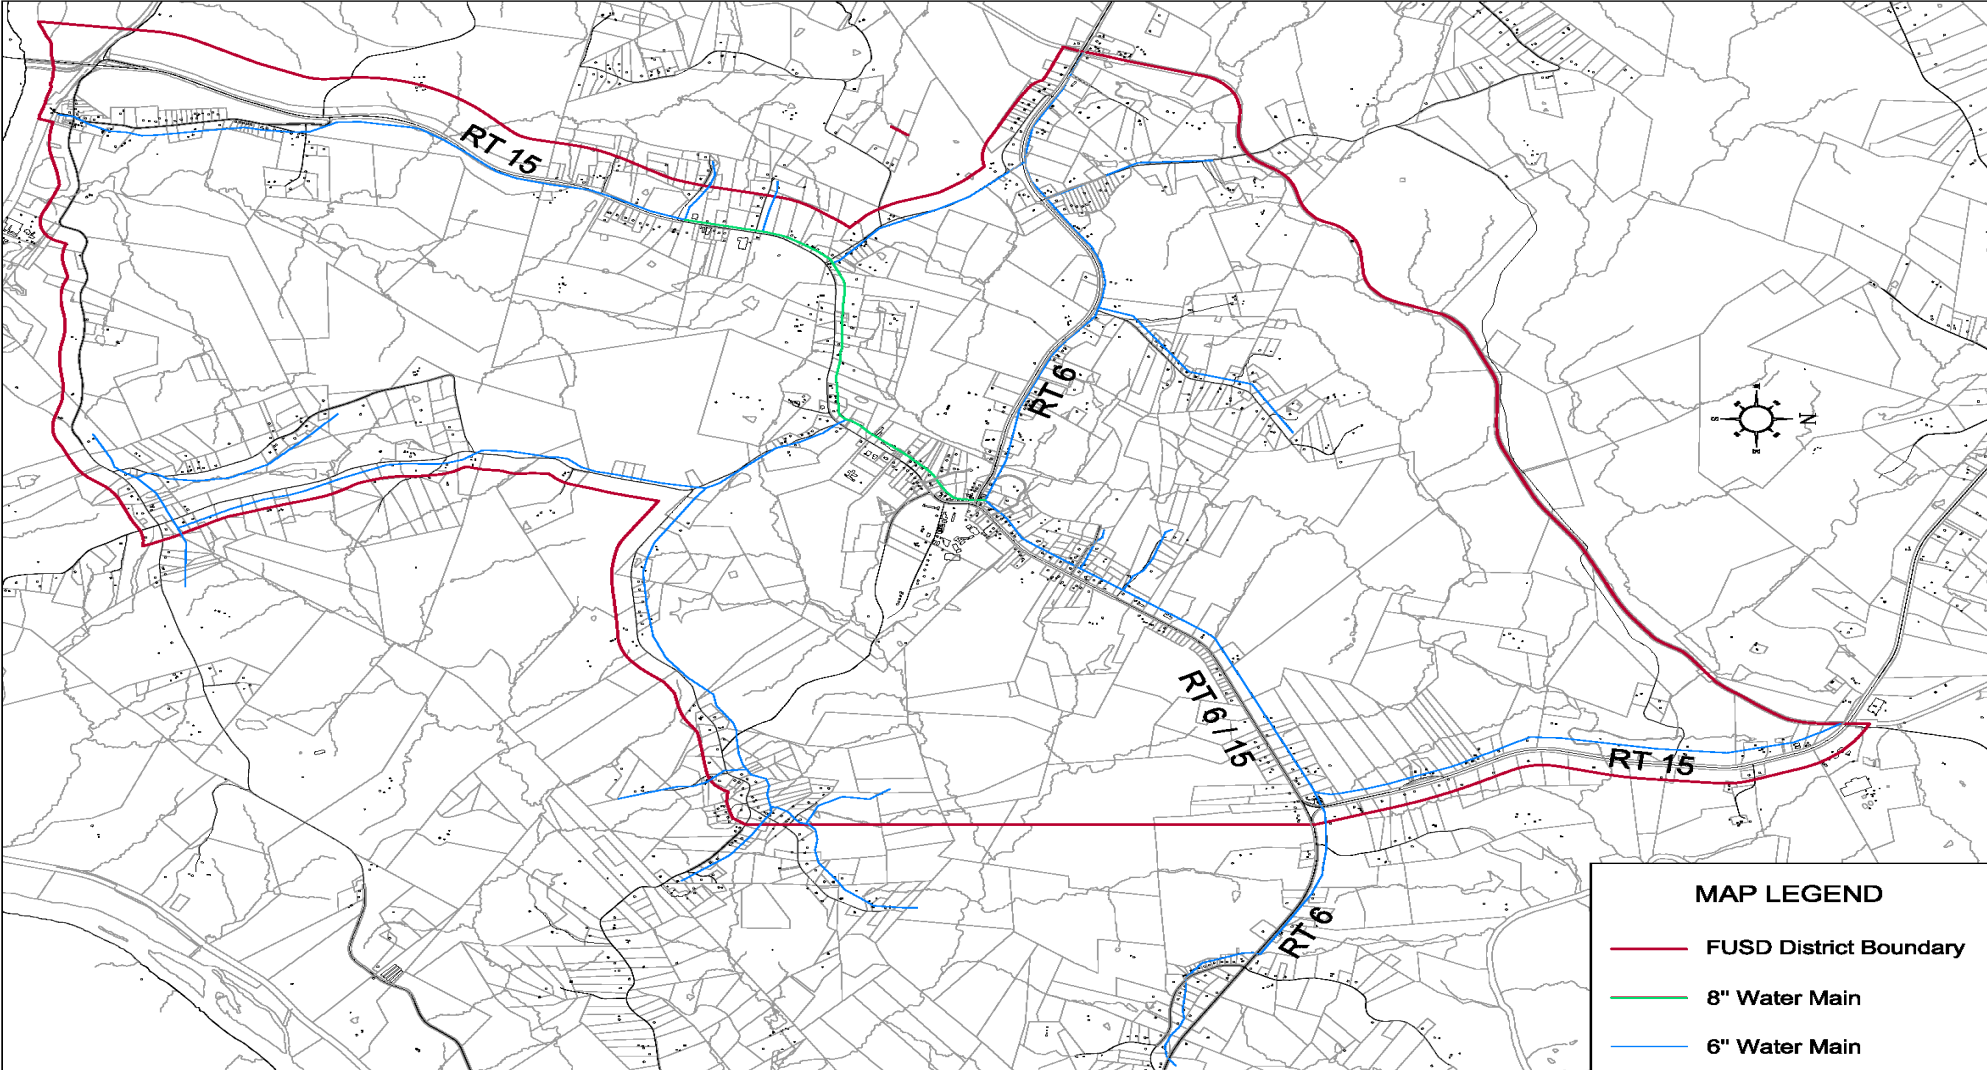 RT 15
RT 6
N
S
RT 6 / 15
RT 15
RT 6
MAP LEGEND
FUSD District Boundary
8" Water Main
6" Water Main